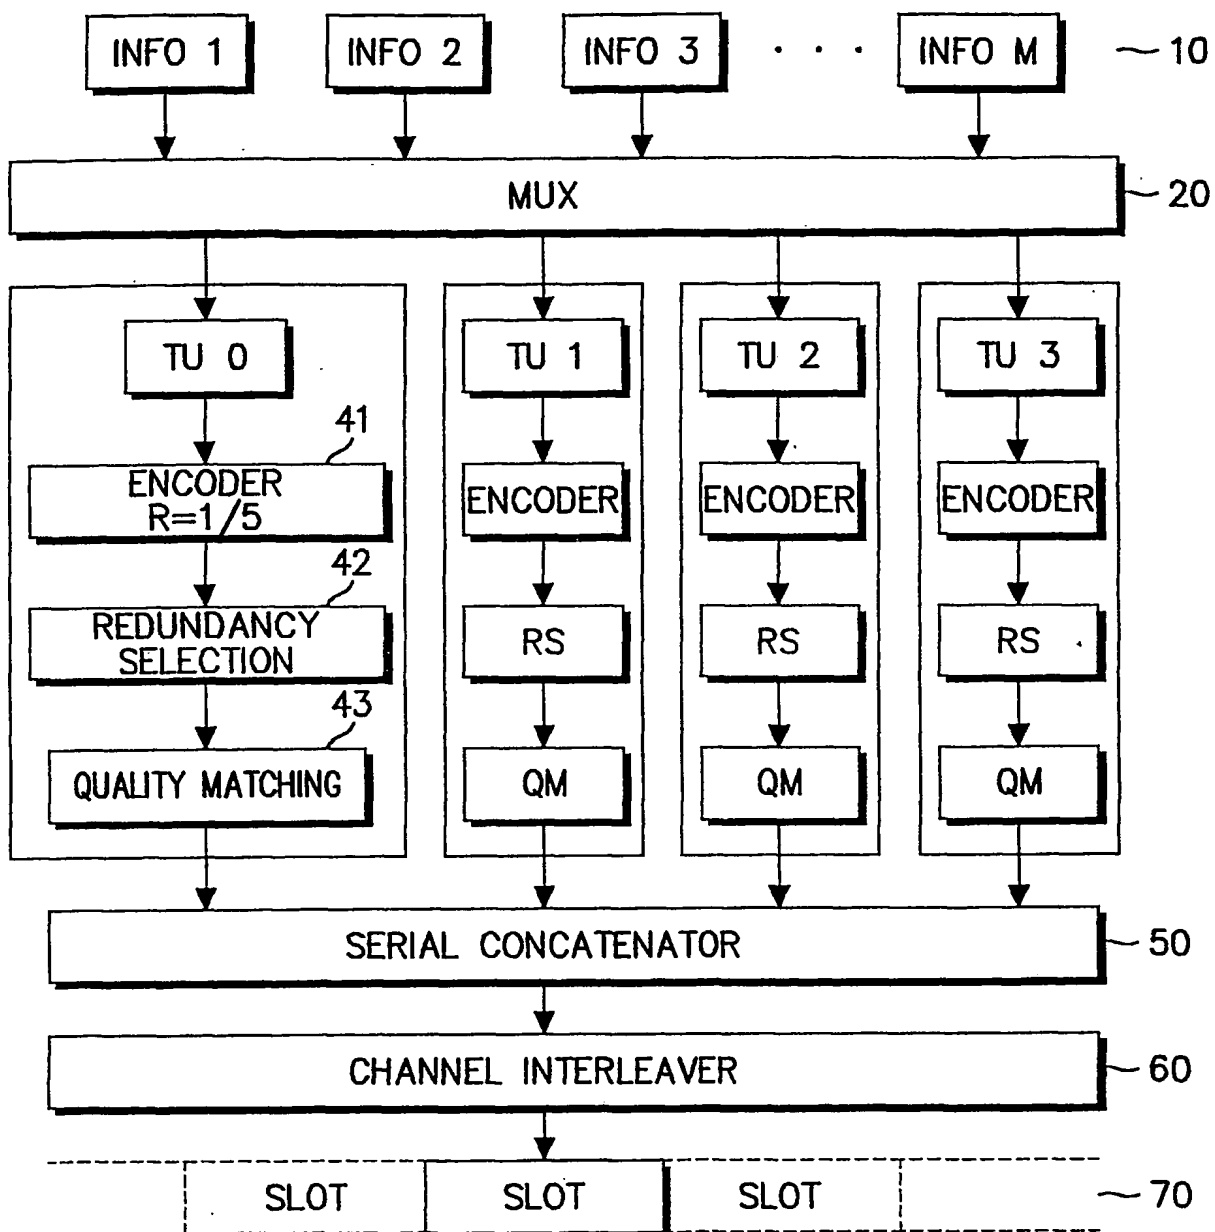 INFO 1 INFO 2 INFO 3 . . . INFO M 10
MUX 20
TU 0 TU 1 TU 2 TU 3
41
ENCODER
R=1/5
ENCODER ENCODER ENCODER
42
REDUNDANCY
SELECTION
RS RS RS
43
QUALITY MATCHING QM QM QM
SERIAL CONCATENATOR 50
CHANNEL INTERLEAVER 60
SLOT SLOT SLOT 70